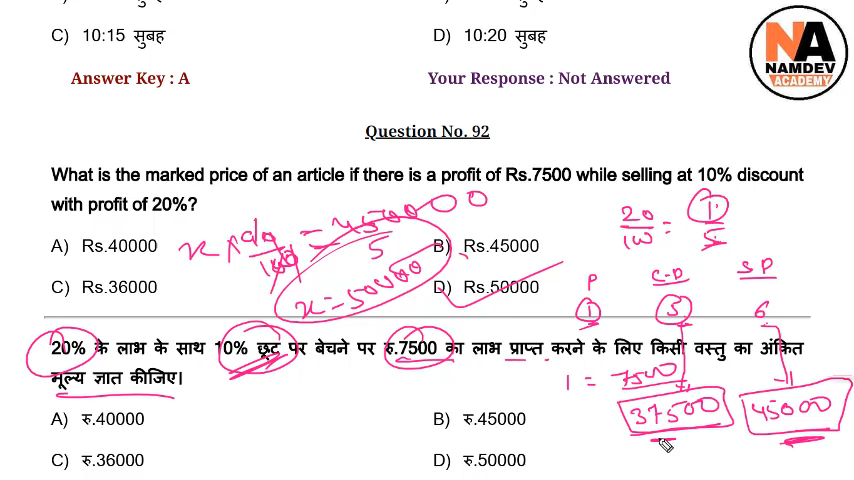 C) 10:15 सुबह
D) 10:20 सुबह
NA
NAMDEV
ACADEMY
Answer Key : A
Your Response : Not Answered
Question No. 92
What is the marked price of an article if there is a profit of Rs.7500 while selling at 10% discount
with profit of 20%?
20/100 = 1/5
A) Rs.40000
B) Rs.45000
C) Rs.36000
D) Rs.50000
x = 50000
P C.P S P
1 5 6
20% के लाभ के साथ 10% छूट पर बेचने पर रु.7500 का लाभ प्राप्त करने के लिए किसी वस्तु का अंकित
मूल्य ज्ञात कीजिए।
1 = 7500
37500 45000
A) रु.40000
B) रु.45000
C) रु.36000
D) रु.50000